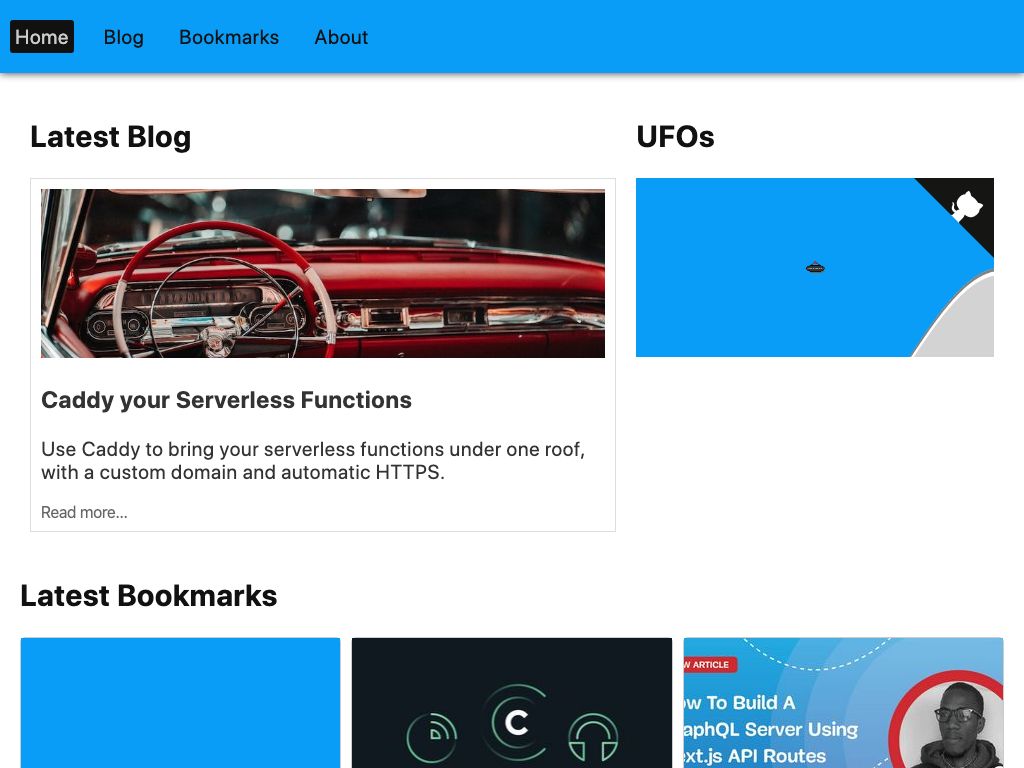 Home Blog Bookmarks About
Latest Blog
UFOs
Caddy your Serverless Functions
Use Caddy to bring your serverless functions under one roof,
with a custom domain and automatic HTTPS.
Read more...
Latest Bookmarks
C
W ARTICLE
ow To Build A
aphQL Server Using
ext.js API Routes